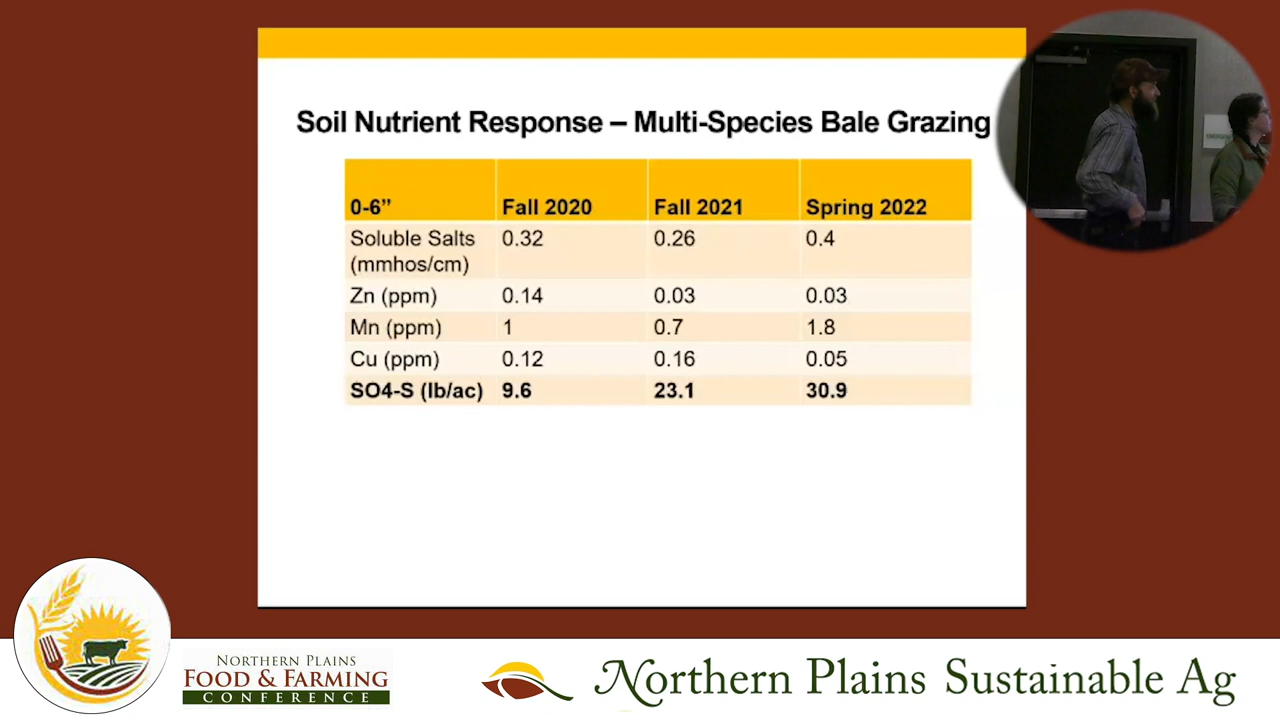 Soil Nutrient Response – Multi-Species Bale Grazing
0-6” Fall 2020 Fall 2021 Spring 2022
Soluble Salts (mmhos/cm) 0.32 0.26 0.4
Zn (ppm) 0.14 0.03 0.03
Mn (ppm) 1 0.7 1.8
Cu (ppm) 0.12 0.16 0.05
SO4-S (lb/ac) 9.6 23.1 30.9
NORTHERN PLAINS
FOOD & FARMING
CONFERENCE
Northern Plains Sustainable Ag